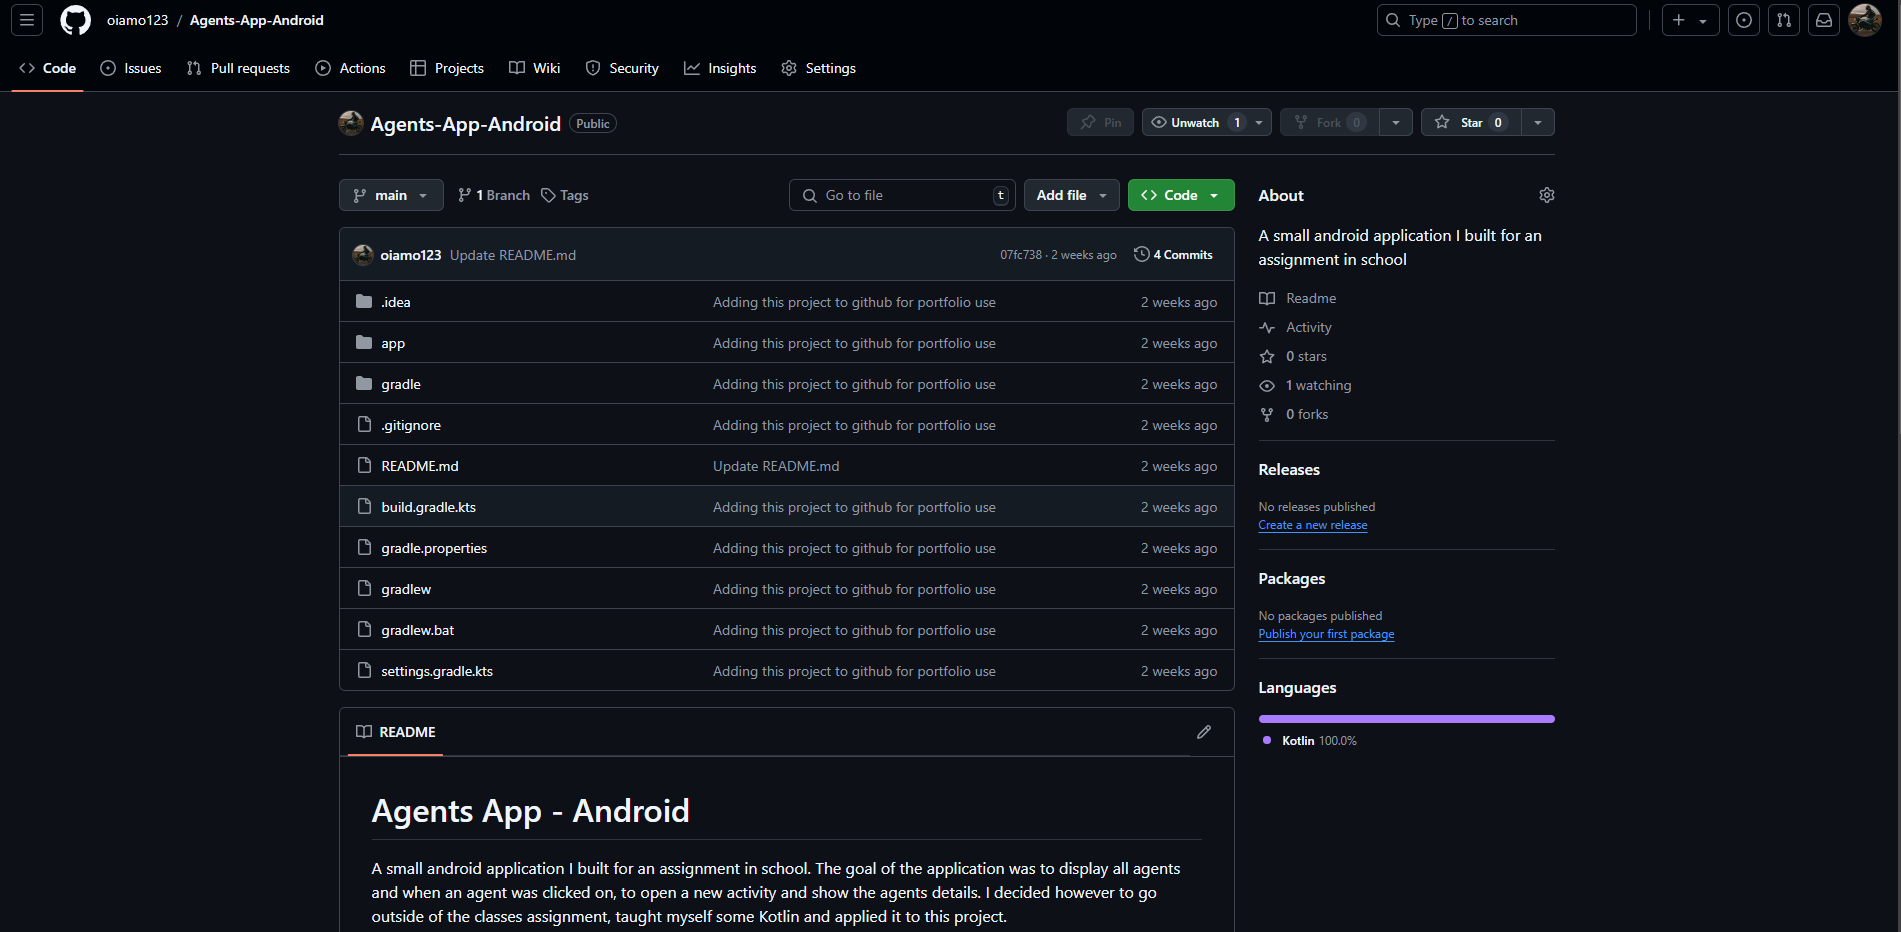 oiamo123 / Agents-App-Android
Type / to search
Code Issues Pull requests Actions Projects Wiki Security Insights Settings
Agents-App-Android Public
Pin Unwatch 1 Fork 0 Star 0
main 1 Branch Tags Go to file t Add file Code
oiamo123 Update README.md 07fc738 · 2 weeks ago 4 Commits
.idea Adding this project to github for portfolio use 2 weeks ago
app Adding this project to github for portfolio use 2 weeks ago
gradle Adding this project to github for portfolio use 2 weeks ago
.gitignore Adding this project to github for portfolio use 2 weeks ago
README.md Update README.md 2 weeks ago
build.gradle.kts Adding this project to github for portfolio use 2 weeks ago
gradle.properties Adding this project to github for portfolio use 2 weeks ago
gradlew Adding this project to github for portfolio use 2 weeks ago
gradlew.bat Adding this project to github for portfolio use 2 weeks ago
settings.gradle.kts Adding this project to github for portfolio use 2 weeks ago
README
Agents App - Android
A small android application I built for an assignment in school. The goal of the application was to display all agents
and when an agent was clicked on, to open a new activity and show the agents details. I decided however to go
outside of the classes assignment, taught myself some Kotlin and applied it to this project.
About
A small android application I built for an
assignment in school
Readme
Activity
0 stars
1 watching
0 forks
Releases
No releases published
Create a new release
Packages
No packages published
Publish your first package
Languages
Kotlin 100.0%